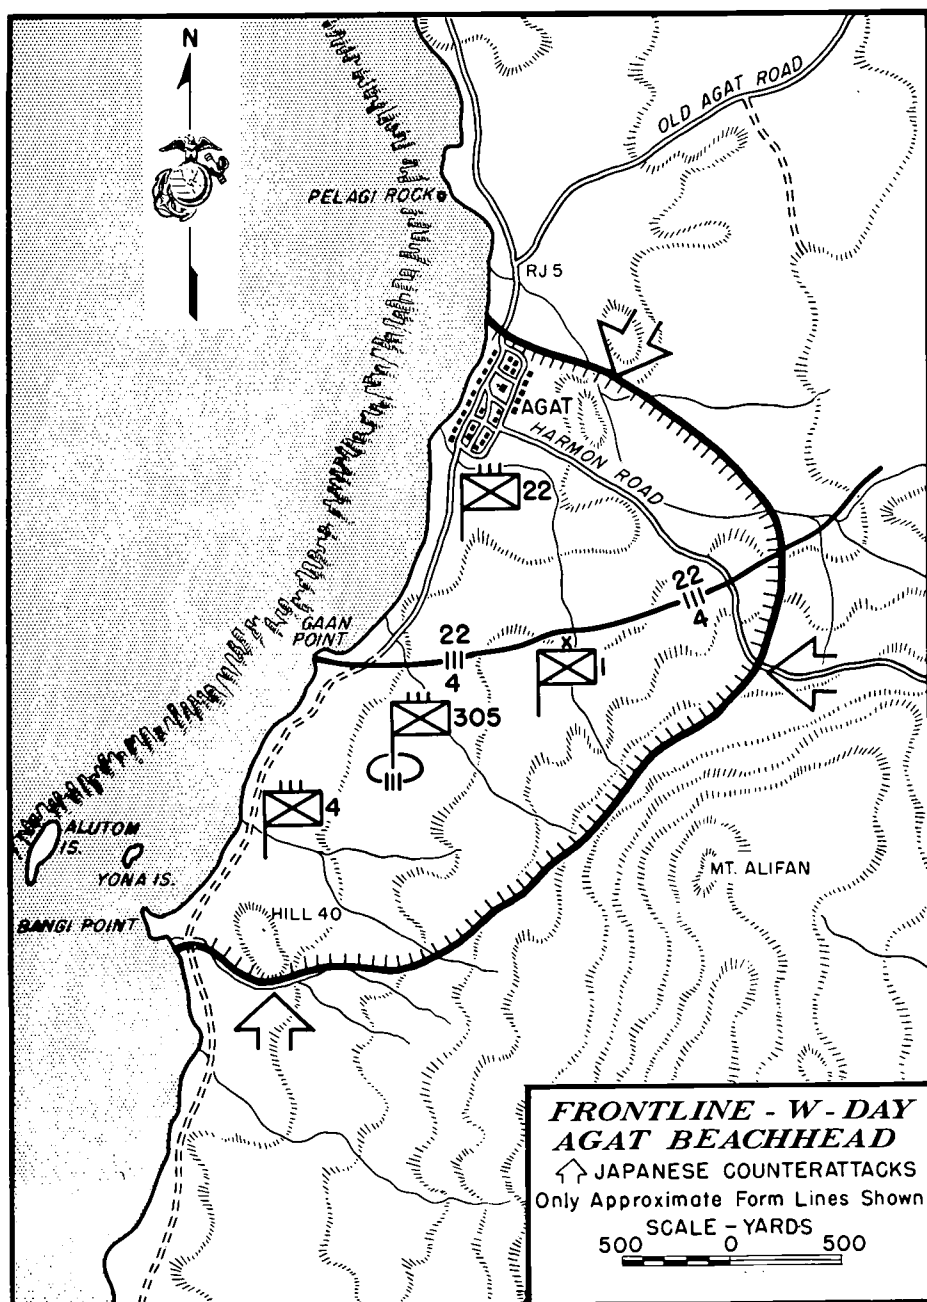 N
OLD AGAT ROAD
PELAGI ROCK
RJ 5
AGAT
HARMON ROAD
22
22
4
GAAN
POINT
22
4
X
1
305
4
ALUTOM
IS.
YONA IS.
MT. ALIFAN
BANGI POINT
HILL 40
FRONTLINE - W-DAY
AGAT BEACHHEAD
JAPANESE COUNTERATTACKS
Only Approximate Form Lines Shown
SCALE - YARDS
500 0 500